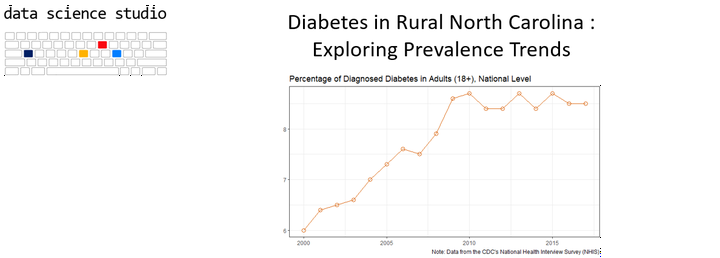 data science studio
Diabetes in Rural North Carolina :
Exploring Prevalence Trends
Percentage of Diagnosed Diabetes in Adults (18+), National Level
8
7
6
2000 2005 2010 2015
Note: Data from the CDC's National Health Interview Survey (NHIS)